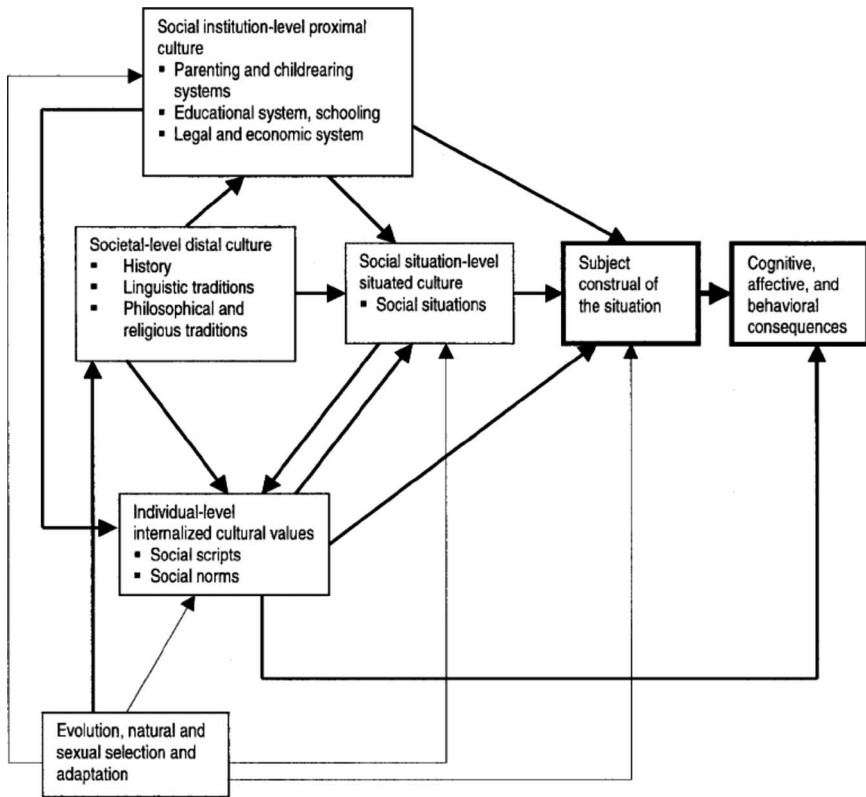 Social institution-level proximal
culture
▪ Parenting and childrearing
systems
▪ Educational system, schooling
▪ Legal and economic system
Societal-level distal culture
▪ History
▪ Linguistic traditions
▪ Philosophical and
religious traditions
Social situation-level
situated culture
▪ Social situations
Subject
construal of
the situation
Cognitive,
affective, and
behavioral
consequences
Individual-level
internalized cultural values
▪ Social scripts
▪ Social norms
Evolution, natural and
sexual selection and
adaptation